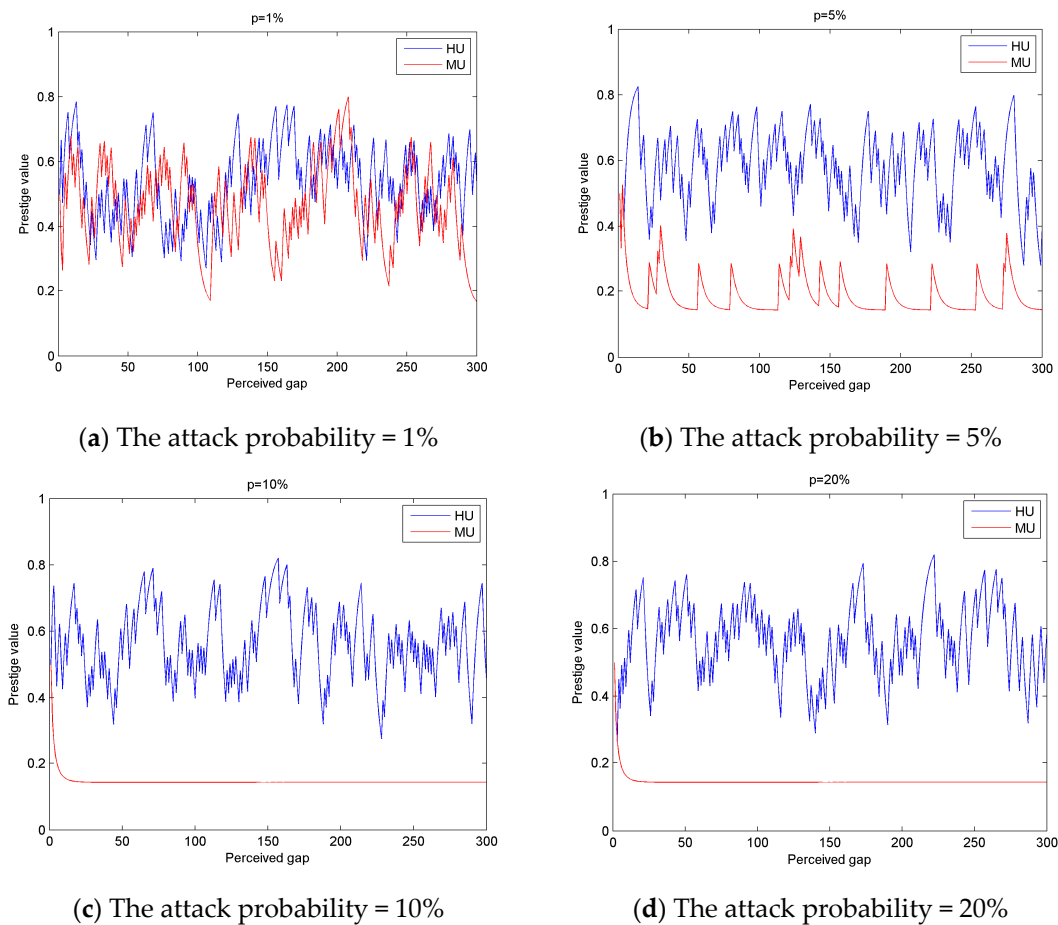 p=1%
1
0.8
0.6
0.4
0.2
0
Prestige value
HU
MU
0 50 100 150 200 250 300
Perceived gap
(a) The attack probability = 1%
p=5%
1
0.8
0.6
0.4
0.2
0
Prestige value
HU
MU
0 50 100 150 200 250 300
Perceived gap
(b) The attack probability = 5%
p=10%
1
0.8
0.6
0.4
0.2
0
Prestige value
HU
MU
0 50 100 150 200 250 300
Perceived gap
(c) The attack probability = 10%
p=20%
1
0.8
0.6
0.4
0.2
0
Prestige value
HU
MU
0 50 100 150 200 250 300
Perceived gap
(d) The attack probability = 20%